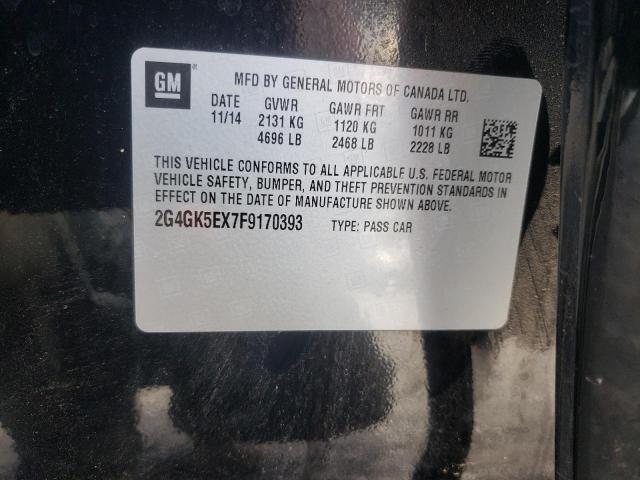 GM ®
MFD BY GENERAL MOTORS OF CANADA LTD.
DATE GVWR GAWR FRT GAWR RR
11/14 2131 KG 1120 KG 1011 KG
4696 LB 2468 LB 2228 LB
THIS VEHICLE CONFORMS TO ALL APPLICABLE U.S. FEDERAL MOTOR
VEHICLE SAFETY, BUMPER, AND THEFT PREVENTION STANDARDS IN
EFFECT ON THE DATE OF MANUFACTURE SHOWN ABOVE.
2G4GK5EX7F9170393 TYPE: PASS CAR